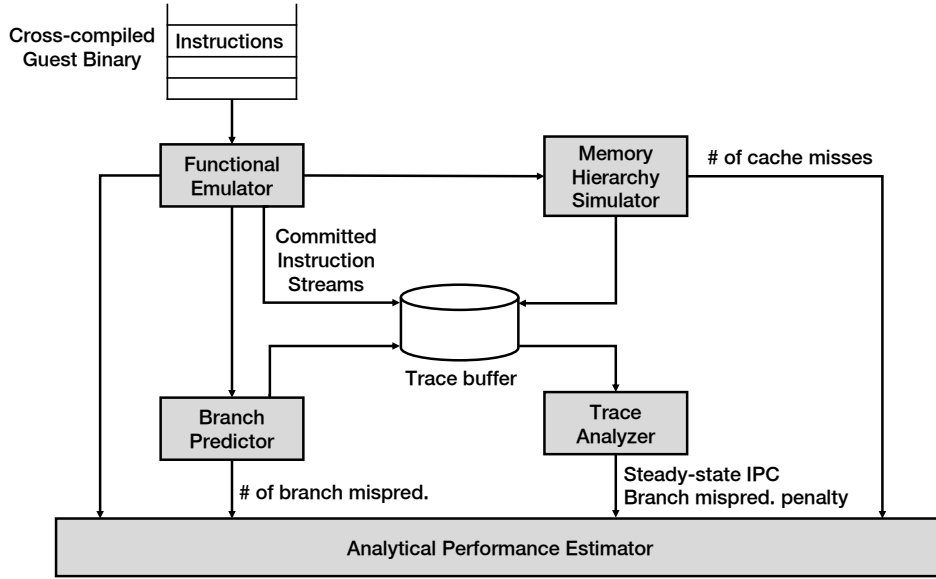 Cross-compiled
Guest Binary
Instructions
Functional
Emulator
Memory
Hierarchy
Simulator
# of cache misses
Committed
Instruction
Streams
Trace buffer
Branch
Predictor
Trace
Analyzer
# of branch mispred.
Steady-state IPC
Branch mispred. penalty
Analytical Performance Estimator